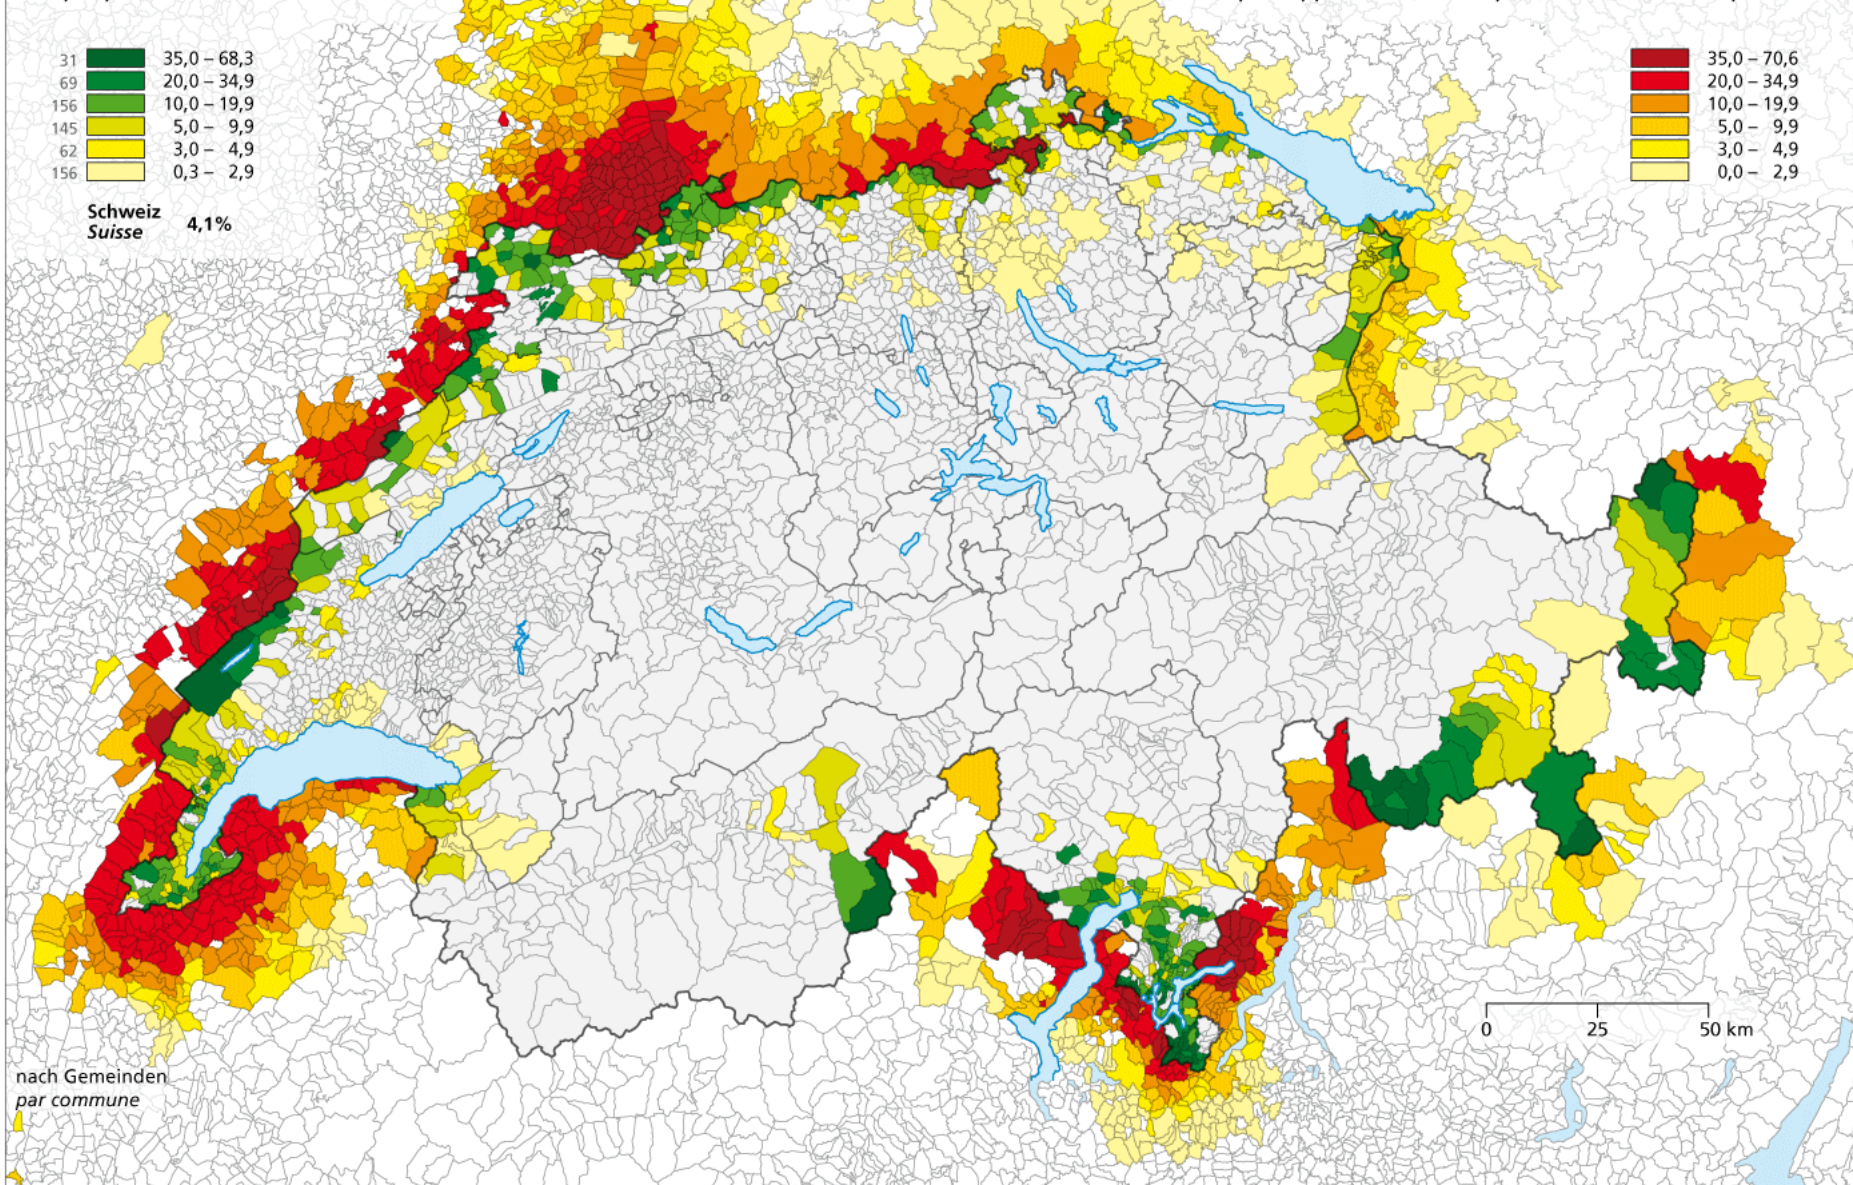 31 35,0 – 68,3
69 20,0 – 34,9
156 10,0 – 19,9
145 5,0 – 9,9
62 3,0 – 4,9
156 0,3 – 2,9
Schweiz
Suisse 4,1%
35,0 – 70,6
20,0 – 34,9
10,0 – 19,9
5,0 – 9,9
3,0 – 4,9
0,0 – 2,9
0 25 50 km
nach Gemeinden
par commune